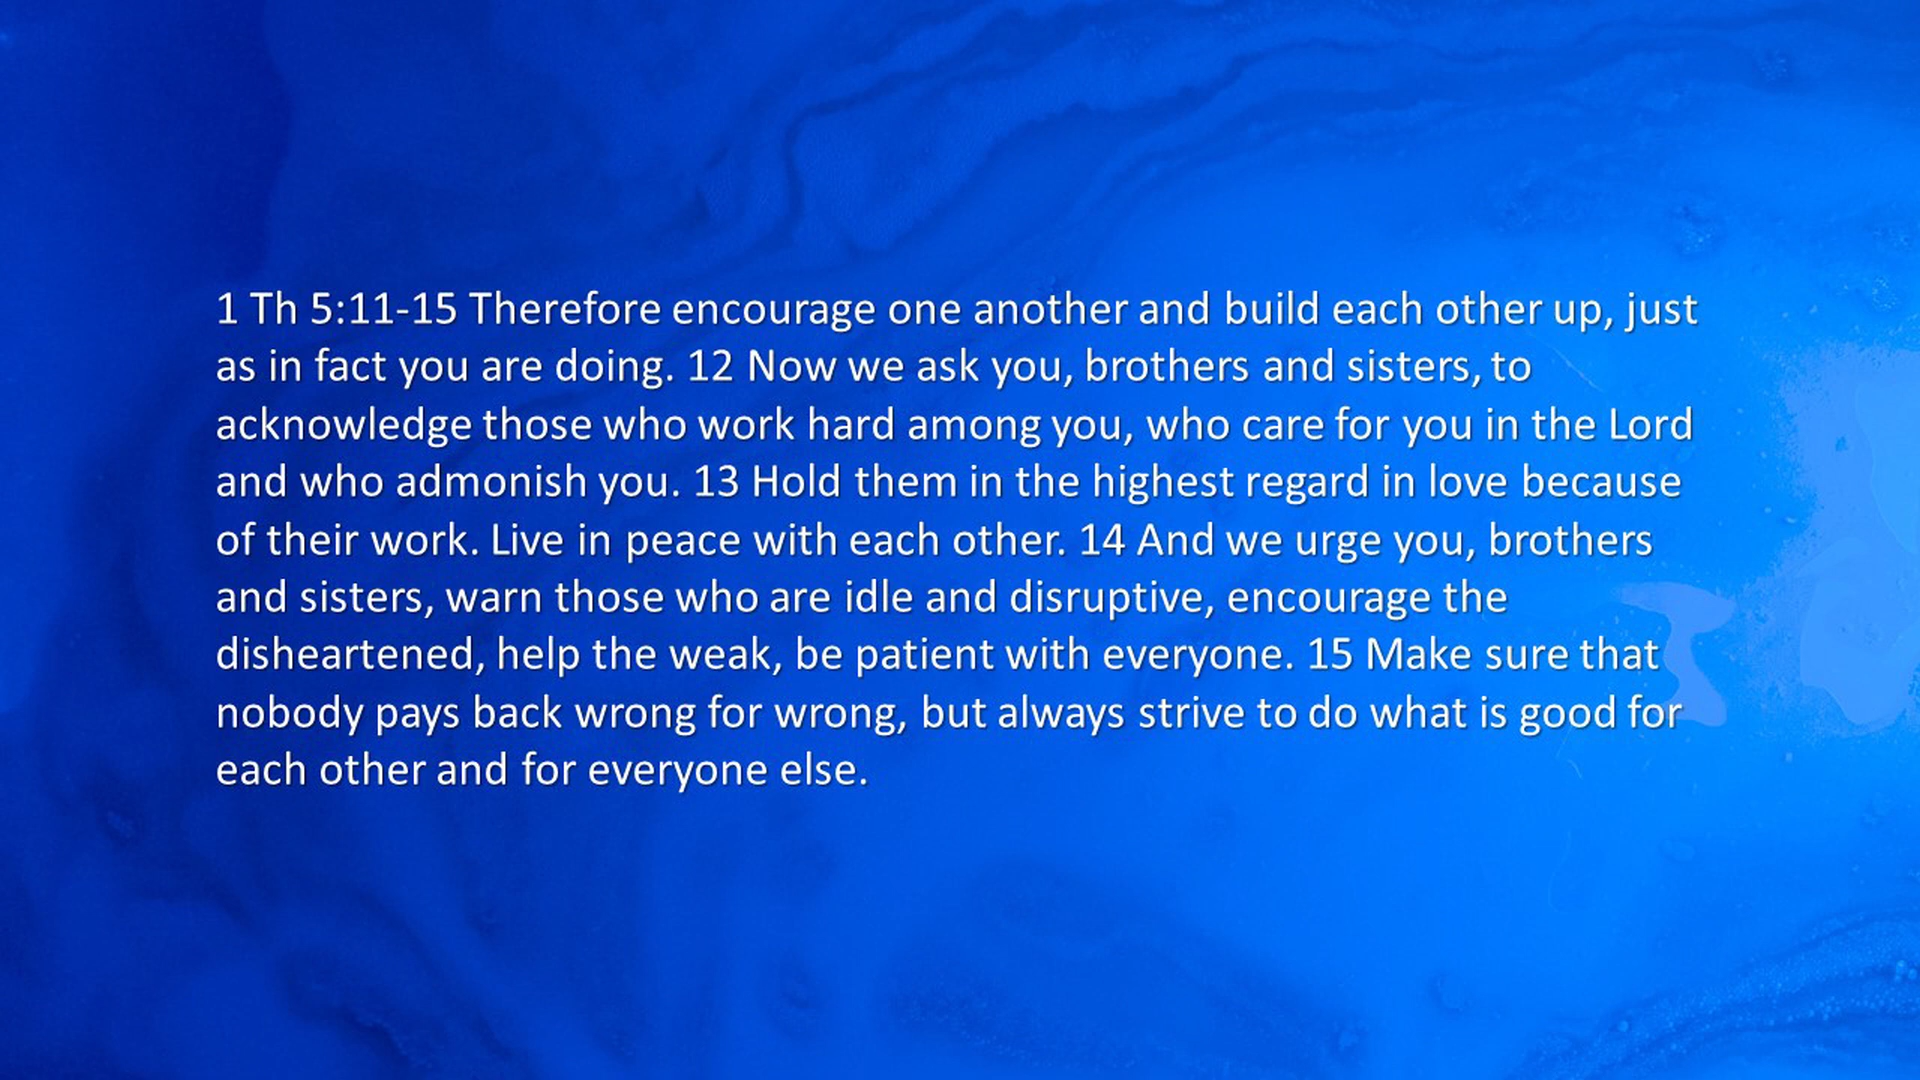 1 Th 5:11-15 Therefore encourage one another and build each other up, just
as in fact you are doing. 12 Now we ask you, brothers and sisters, to
acknowledge those who work hard among you, who care for you in the Lord
and who admonish you. 13 Hold them in the highest regard in love because
of their work. Live in peace with each other. 14 And we urge you, brothers
and sisters, warn those who are idle and disruptive, encourage the
disheartened, help the weak, be patient with everyone. 15 Make sure that
nobody pays back wrong for wrong, but always strive to do what is good for
each other and for everyone else.